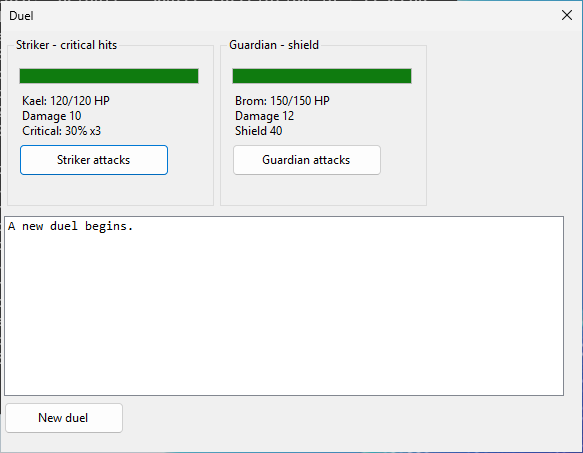 Duel
Striker - critical hits
Kael: 120/120 HP
Damage 10
Critical: 30% x3
Striker attacks
Guardian - shield
Brom: 150/150 HP
Damage 12
Shield 40
Guardian attacks
A new duel begins.
New duel